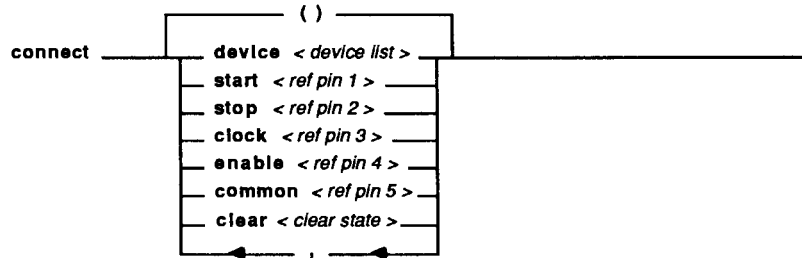 ( )
connect device < device list >
start < ref pin 1 >
stop < ref pin 2 >
clock < ref pin 3 >
enable < ref pin 4 >
common < ref pin 5 >
clear < clear state >
,